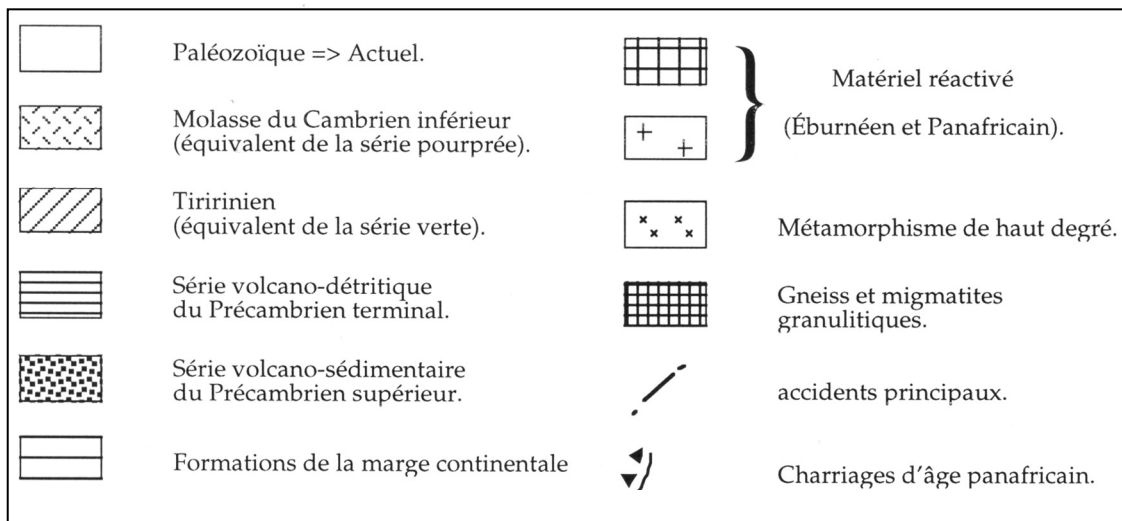 Paléozoïque => Actuel.
Molasse du Cambrien inférieur
(équivalent de la série pourprée).
Tiririnien
(équivalent de la série verte).
Série volcano-détritique
du Précambrien terminal.
Série volcano-sédimentaire
du Précambrien supérieur.
Formations de la marge continentale
Matériel réactivé
(Éburnéen et Panafricain).
Métamorphisme de haut degré.
Gneiss et migmatites
granulitiques.
accidents principaux.
Charriages d'âge panafricain.